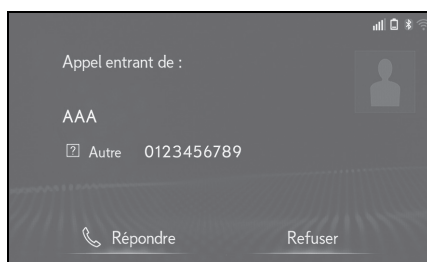 Appel entrant de :
AAA
? Autre 0123456789
Répondre Refuser